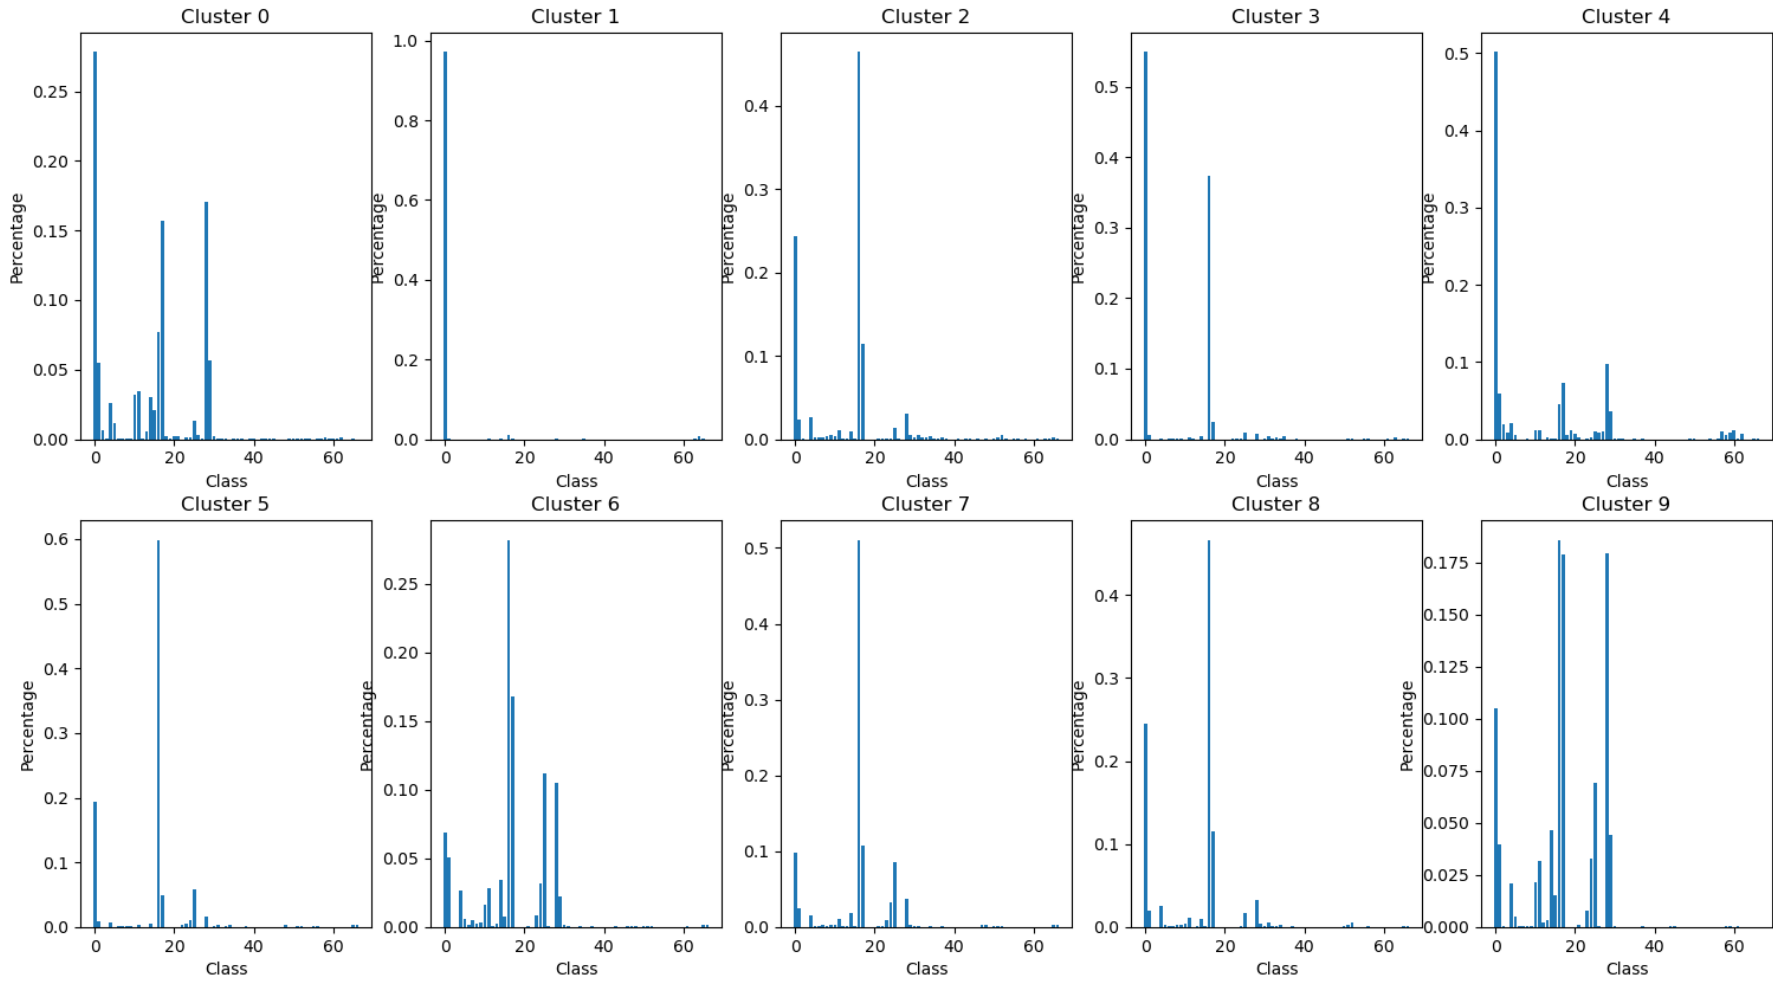 Cluster 0
Percentage
0.25
0.20
0.15
0.10
0.05
0.00
0 20 40 60
Class
Cluster 1
Percentage
1.0
0.8
0.6
0.4
0.2
0.0
0 20 40 60
Class
Cluster 2
Percentage
0.4
0.3
0.2
0.1
0.0
0 20 40 60
Class
Cluster 3
Percentage
0.5
0.4
0.3
0.2
0.1
0.0
0 20 40 60
Class
Cluster 4
Percentage
0.5
0.4
0.3
0.2
0.1
0.0
0 20 40 60
Class
Cluster 5
Percentage
0.6
0.5
0.4
0.3
0.2
0.1
0.0
0 20 40 60
Class
Cluster 6
Percentage
0.25
0.20
0.15
0.10
0.05
0.00
0 20 40 60
Class
Cluster 7
Percentage
0.5
0.4
0.3
0.2
0.1
0.0
0 20 40 60
Class
Cluster 8
Percentage
0.4
0.3
0.2
0.1
0.0
0 20 40 60
Class
Cluster 9
Percentage
0.175
0.150
0.125
0.100
0.075
0.050
0.025
0.000
0 20 40 60
Class